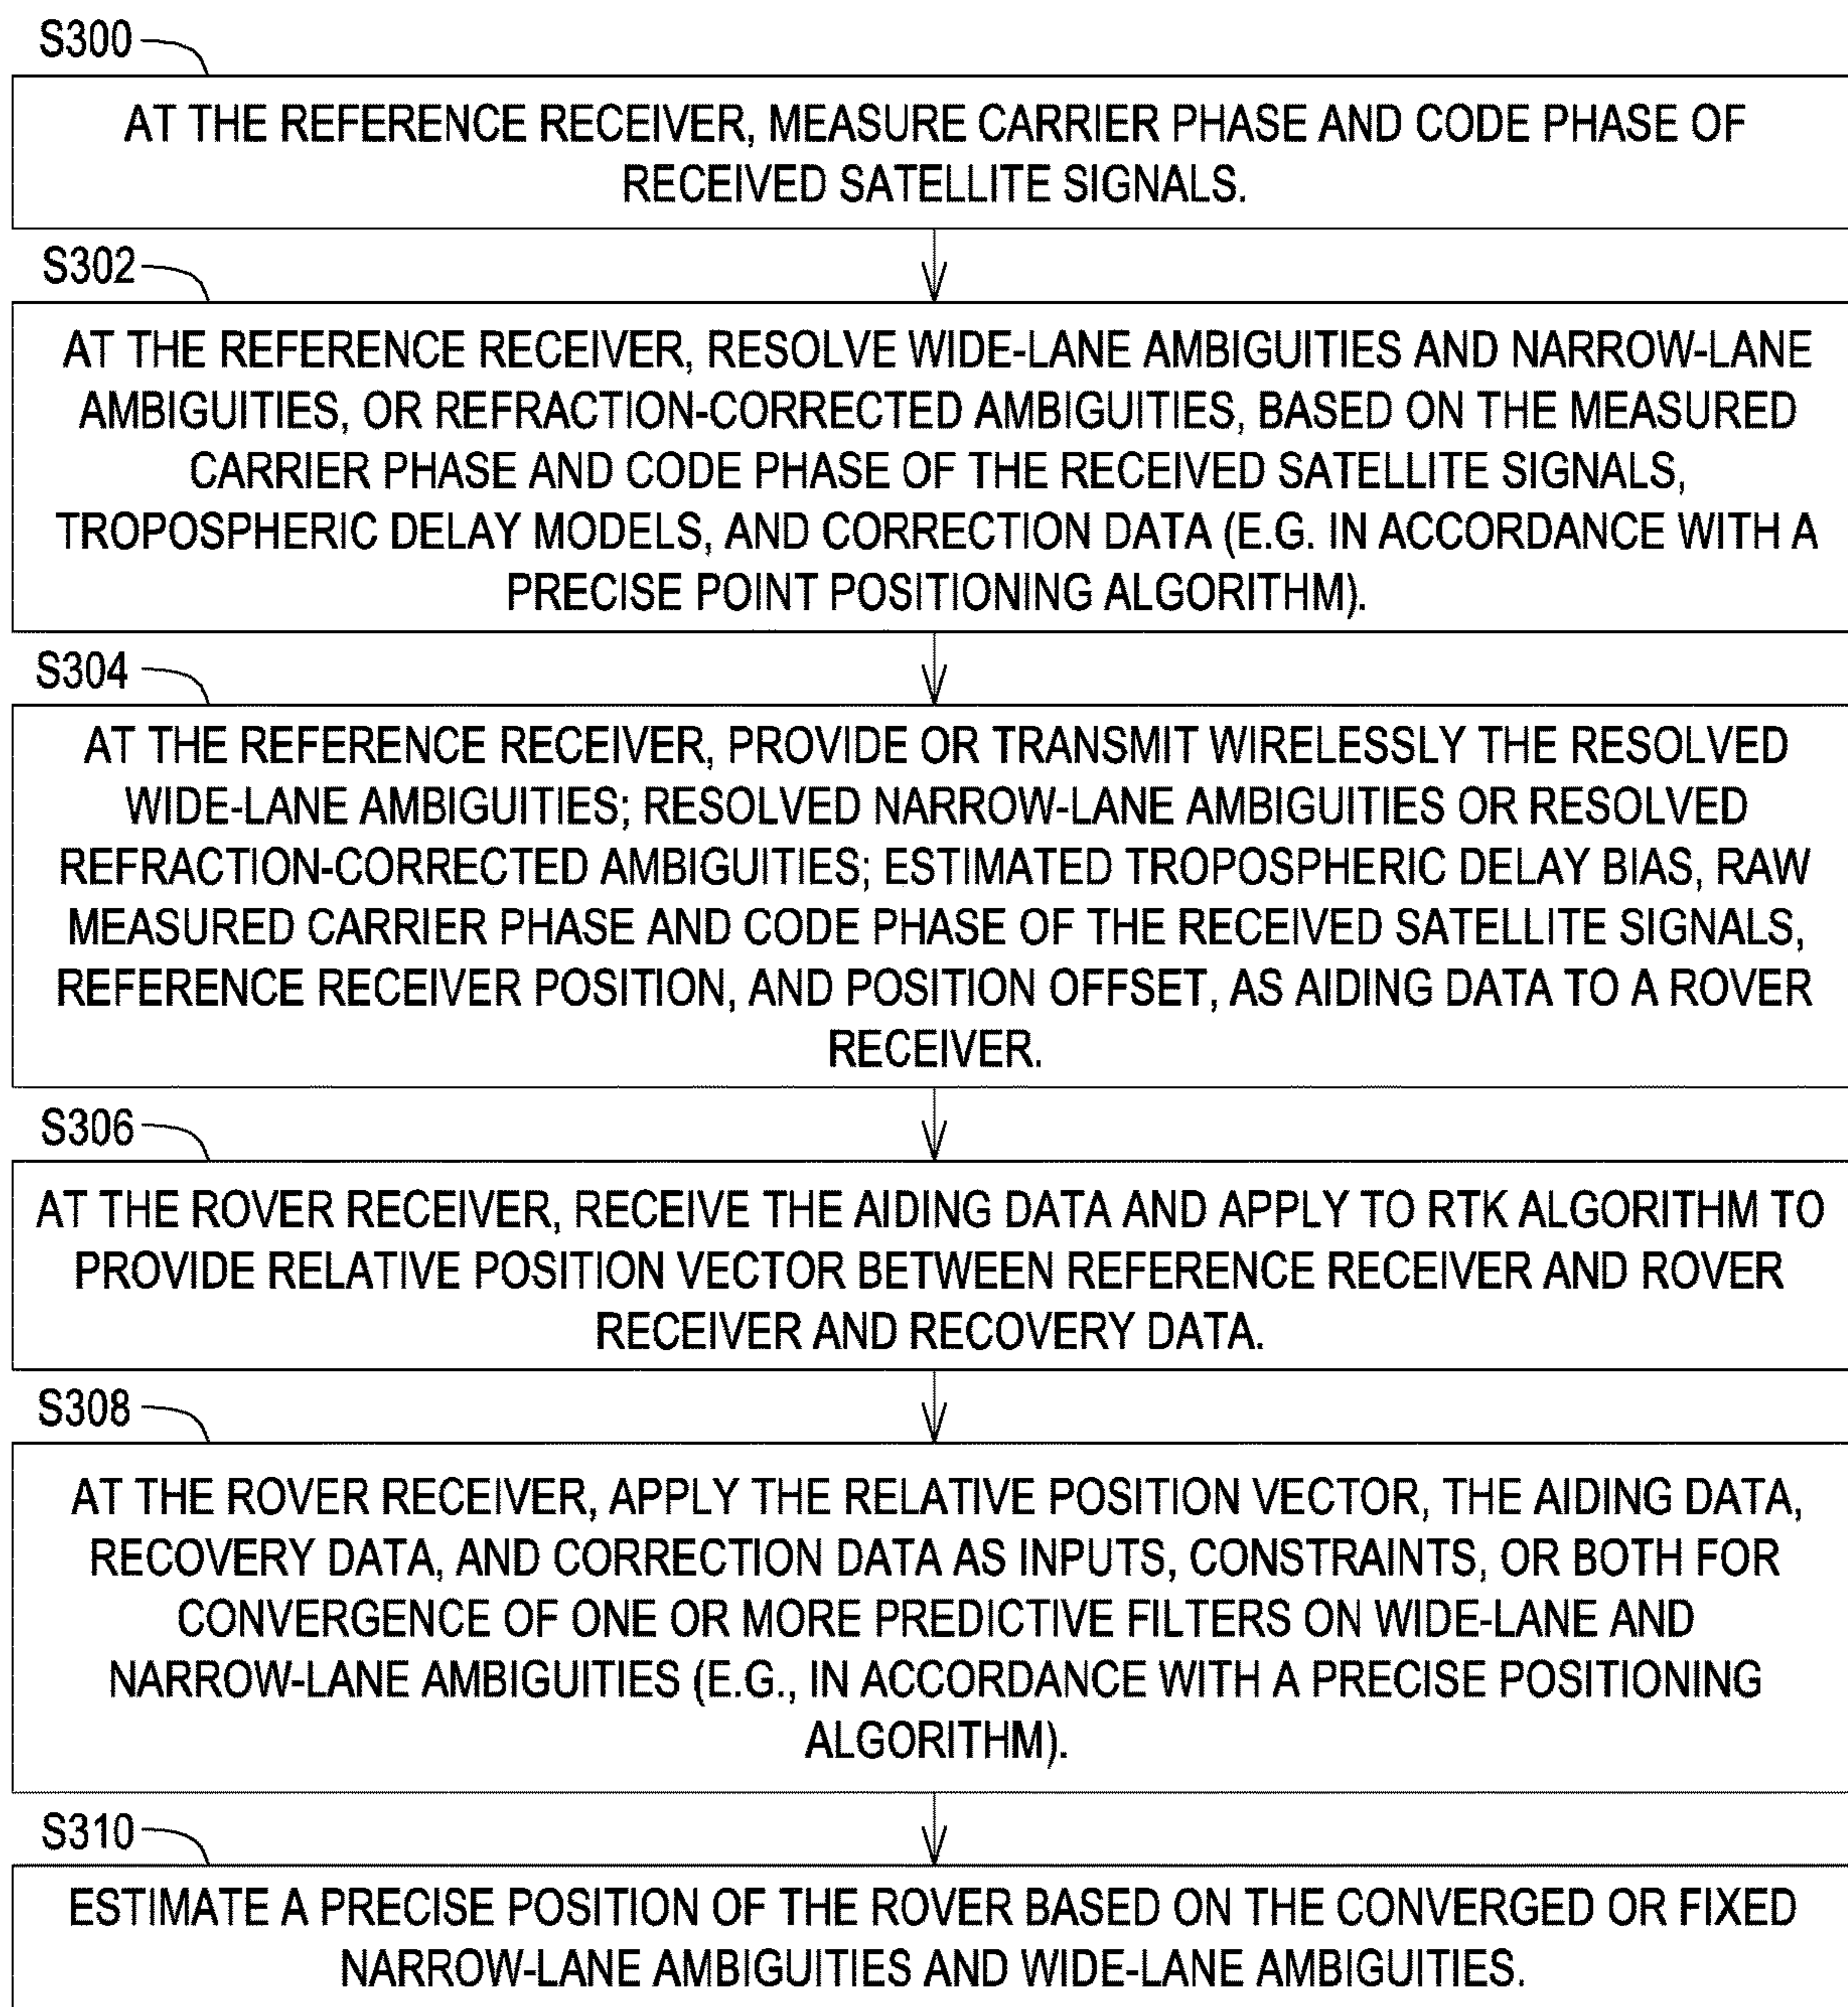 S300
AT THE REFERENCE RECEIVER, MEASURE CARRIER PHASE AND CODE PHASE OF
RECEIVED SATELLITE SIGNALS.
S302
AT THE REFERENCE RECEIVER, RESOLVE WIDE-LANE AMBIGUITIES AND NARROW-LANE
AMBIGUITIES, OR REFRACTION-CORRECTED AMBIGUITIES, BASED ON THE MEASURED
CARRIER PHASE AND CODE PHASE OF THE RECEIVED SATELLITE SIGNALS,
TROPOSPHERIC DELAY MODELS, AND CORRECTION DATA (E.G. IN ACCORDANCE WITH A
PRECISE POINT POSITIONING ALGORITHM).
S304
AT THE REFERENCE RECEIVER, PROVIDE OR TRANSMIT WIRELESSLY THE RESOLVED
WIDE-LANE AMBIGUITIES; RESOLVED NARROW-LANE AMBIGUITIES OR RESOLVED
REFRACTION-CORRECTED AMBIGUITIES; ESTIMATED TROPOSPHERIC DELAY BIAS, RAW
MEASURED CARRIER PHASE AND CODE PHASE OF THE RECEIVED SATELLITE SIGNALS,
REFERENCE RECEIVER POSITION, AND POSITION OFFSET, AS AIDING DATA TO A ROVER
RECEIVER.
S306
AT THE ROVER RECEIVER, RECEIVE THE AIDING DATA AND APPLY TO RTK ALGORITHM TO
PROVIDE RELATIVE POSITION VECTOR BETWEEN REFERENCE RECEIVER AND ROVER
RECEIVER AND RECOVERY DATA.
S308
AT THE ROVER RECEIVER, APPLY THE RELATIVE POSITION VECTOR, THE AIDING DATA,
RECOVERY DATA, AND CORRECTION DATA AS INPUTS, CONSTRAINTS, OR BOTH FOR
CONVERGENCE OF ONE OR MORE PREDICTIVE FILTERS ON WIDE-LANE AND
NARROW-LANE AMBIGUITIES (E.G., IN ACCORDANCE WITH A PRECISE POSITIONING
ALGORITHM).
S310
ESTIMATE A PRECISE POSITION OF THE ROVER BASED ON THE CONVERGED OR FIXED
NARROW-LANE AMBIGUITIES AND WIDE-LANE AMBIGUITIES.